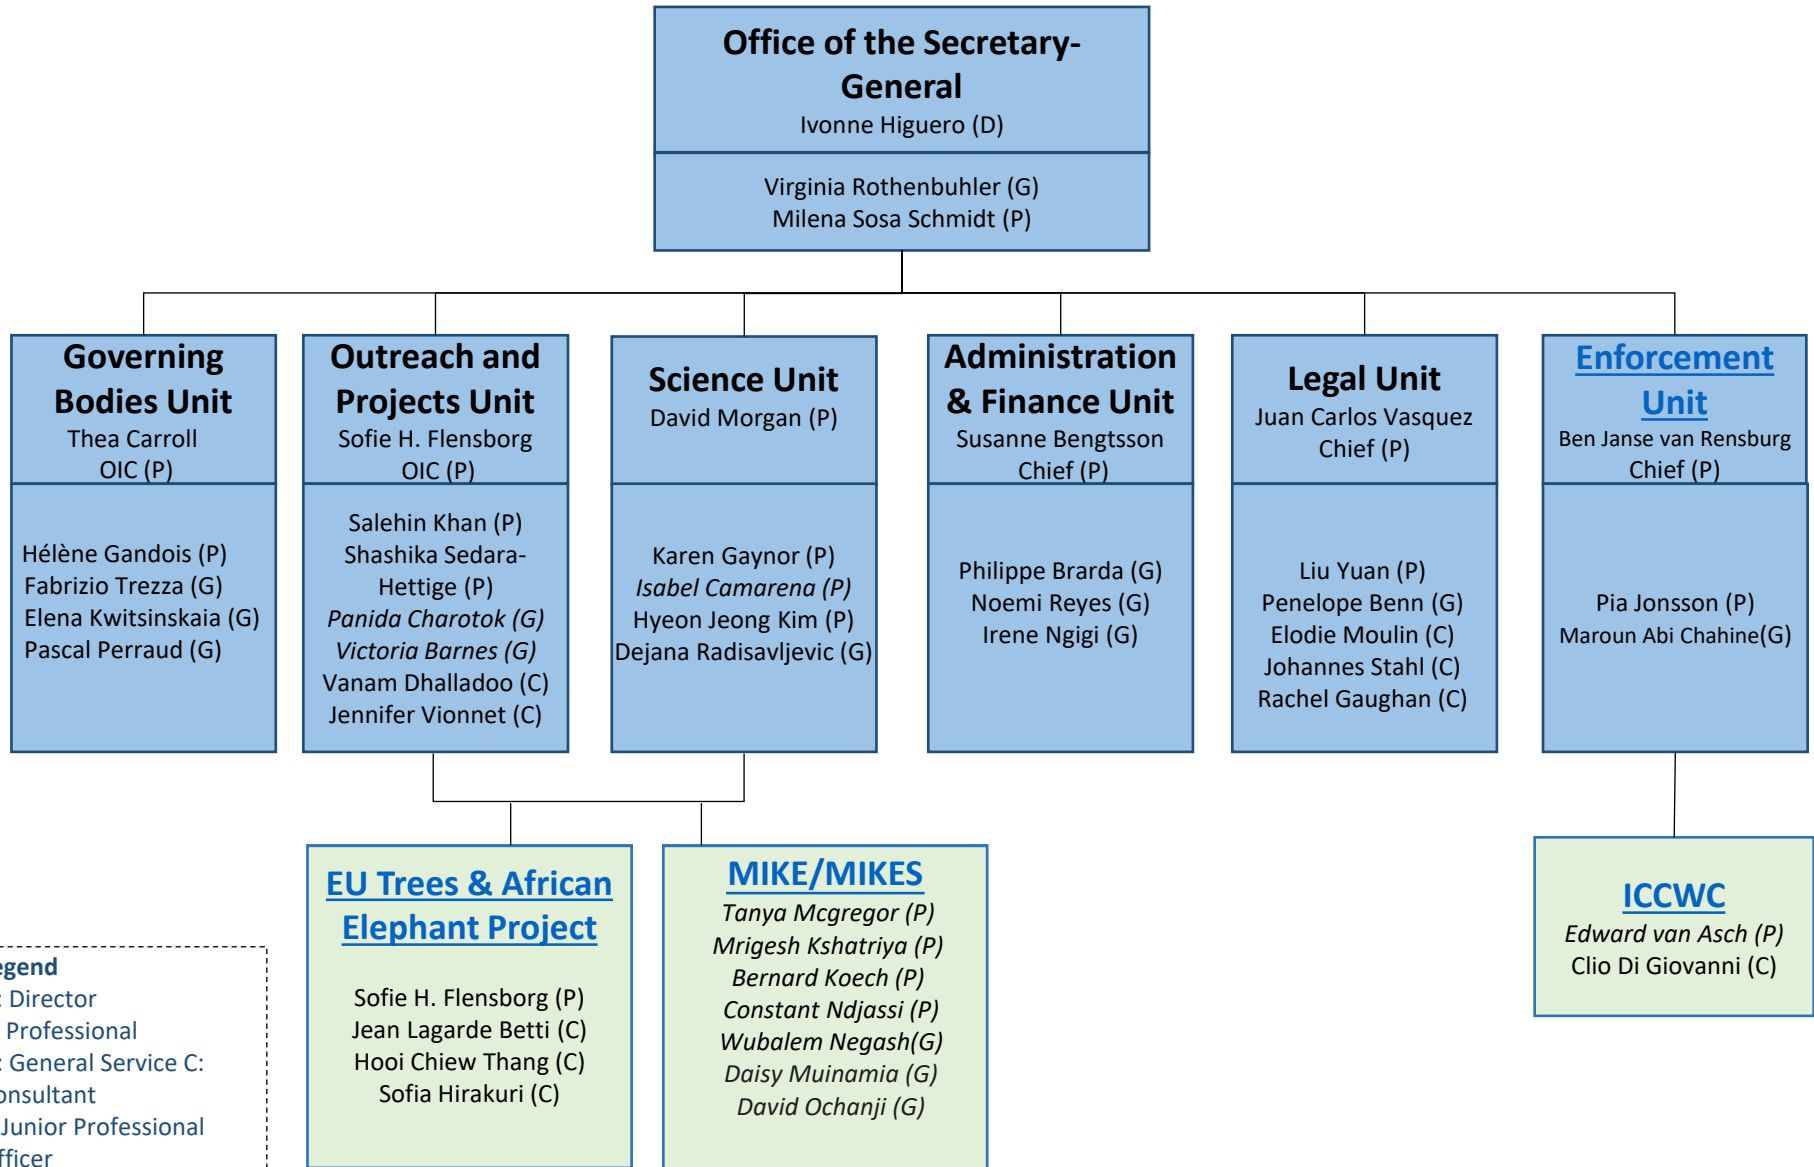 Office of the Secretary-
General
Ivonne Higuero (D)
Virginia Rothenbuhler (G)
Milena Sosa Schmidt (P)
Governing
Bodies Unit
Thea Carroll
OIC (P)
Hélène Gandois (P)
Fabrizio Trezza (G)
Elena Kwitsinskaia (G)
Pascal Perraud (G)
Outreach and
Projects Unit
Sofie H. Flensborg
OIC (P)
Salehin Khan (P)
Shashika Sedara-
Hettige (P)
Panida Charotok (G)
Victoria Barnes (G)
Vanam Dhalladoo (C)
Jennifer Vionnet (C)
Science Unit
David Morgan (P)
Karen Gaynor (P)
Isabel Camarena (P)
Hyeon Jeong Kim (P)
Dejana Radisavljevic (G)
Administration
& Finance Unit
Susanne Bengtsson
Chief (P)
Philippe Brarda (G)
Noemi Reyes (G)
Irene Ngigi (G)
Legal Unit
Juan Carlos Vasquez
Chief (P)
Liu Yuan (P)
Penelope Benn (G)
Elodie Moulin (C)
Johannes Stahl (C)
Rachel Gaughan (C)
Enforcement
Unit
Ben Janse van Rensburg
Chief (P)
Pia Jonsson (P)
Maroun Abi Chahine(G)
EU Trees & African
Elephant Project
Sofie H. Flensborg (P)
Jean Lagarde Betti (C)
Hooi Chiew Thang (C)
Sofia Hirakuri (C)
MIKE/MIKES
Tanya Mcgregor (P)
Mrigesh Kshatriya (P)
Bernard Koech (P)
Constant Ndjassi (P)
Wubalem Negash(G)
Daisy Muinamia (G)
David Ochanji (G)
ICCWC
Edward van Asch (P)
Clio Di Giovanni (C)
egend
: Director
Professional
: General Service C:
onsultant
Junior Professional
fficer